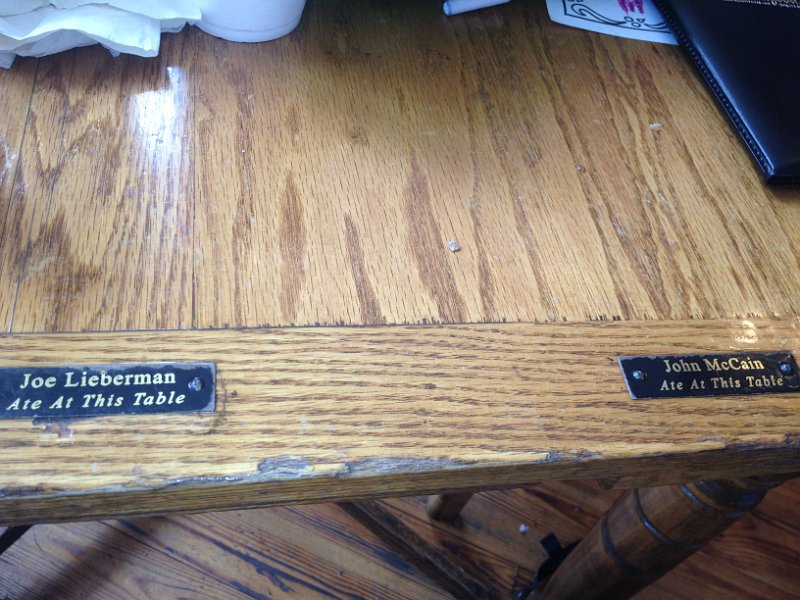 Joe Lieberman
Ate At This Table
John McCain
Ate At This Table